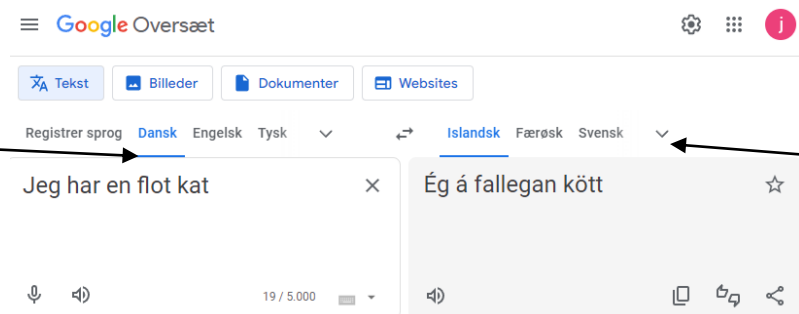 Google Oversæt
j
Tekst Billeder Dokumenter Websites
Registrer sprog Dansk Engelsk Tysk Islandsk Færøsk Svensk
Jeg har en flot kat Ég á fallegan kött
19 / 5.000